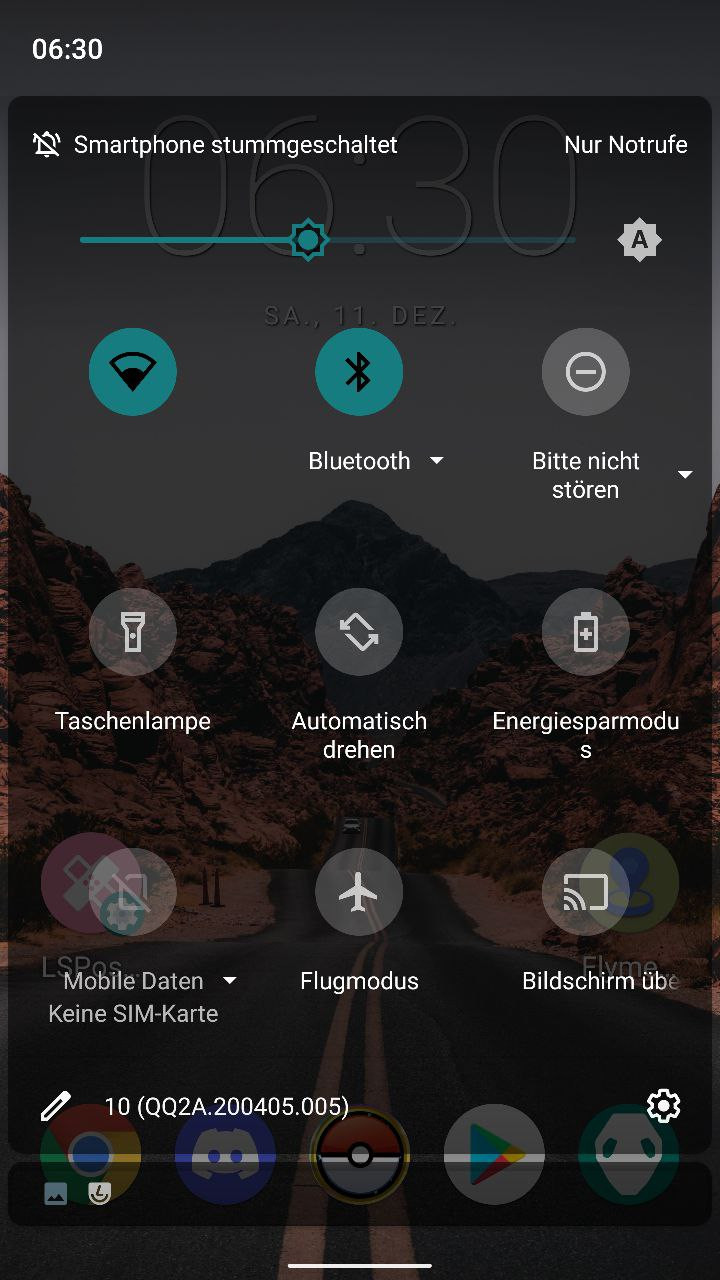 06:30
Smartphone stummgeschaltet
Nur Notrufe
06:30
A
SA., 11. DEZ.
Bluetooth
Bitte nicht
stören
Taschenlampe
Automatisch
drehen
Energiesparmodu
s
LSPos...
Flyme...
Mobile Daten
Flugmodus
Bildschirm übe
Keine SIM-Karte
10 (QQ2A.200405.005)